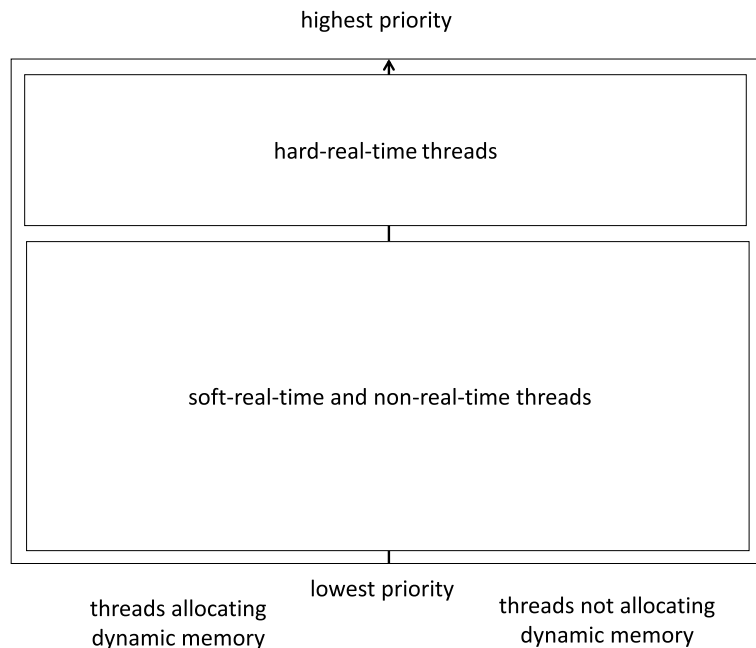 highest priority
hard-real-time threads
soft-real-time and non-real-time threads
lowest priority
threads allocating
dynamic memory
threads not allocating
dynamic memory